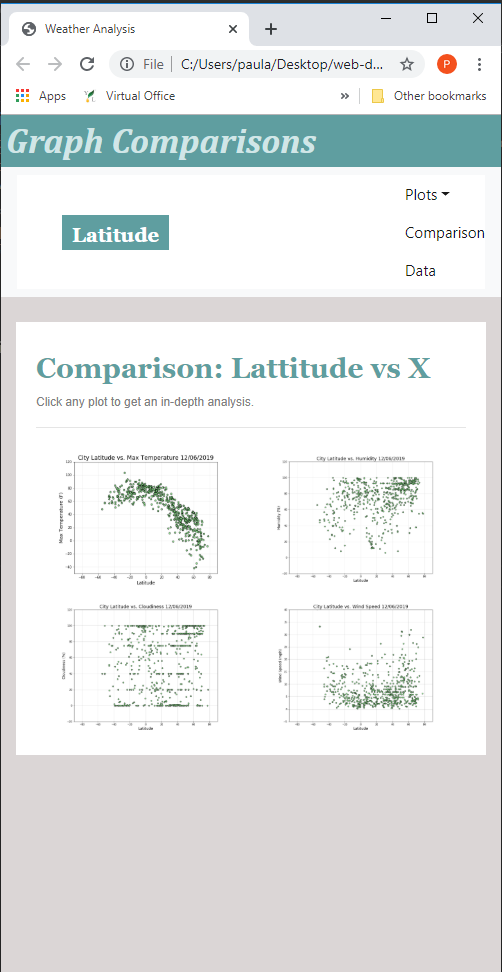 Weather Analysis
File | C:/Users/paula/Desktop/web-d...
P
Apps
Virtual Office
»
Other bookmarks
Graph Comparisons
Latitude
Plots
Comparison
Data
Comparison: Lattitude vs X
Click any plot to get an in-depth analysis.
City Latitude vs. Max Temperature 12/06/2019
Max Temperature (F)
Latitude
City Latitude vs. Humidity 12/06/2019
Humidity (%)
Latitude
City Latitude vs. Cloudiness 12/06/2019
Cloudiness (%)
Latitude
City Latitude vs. Wind Speed 12/06/2019
Wind Speed (mph)
Latitude